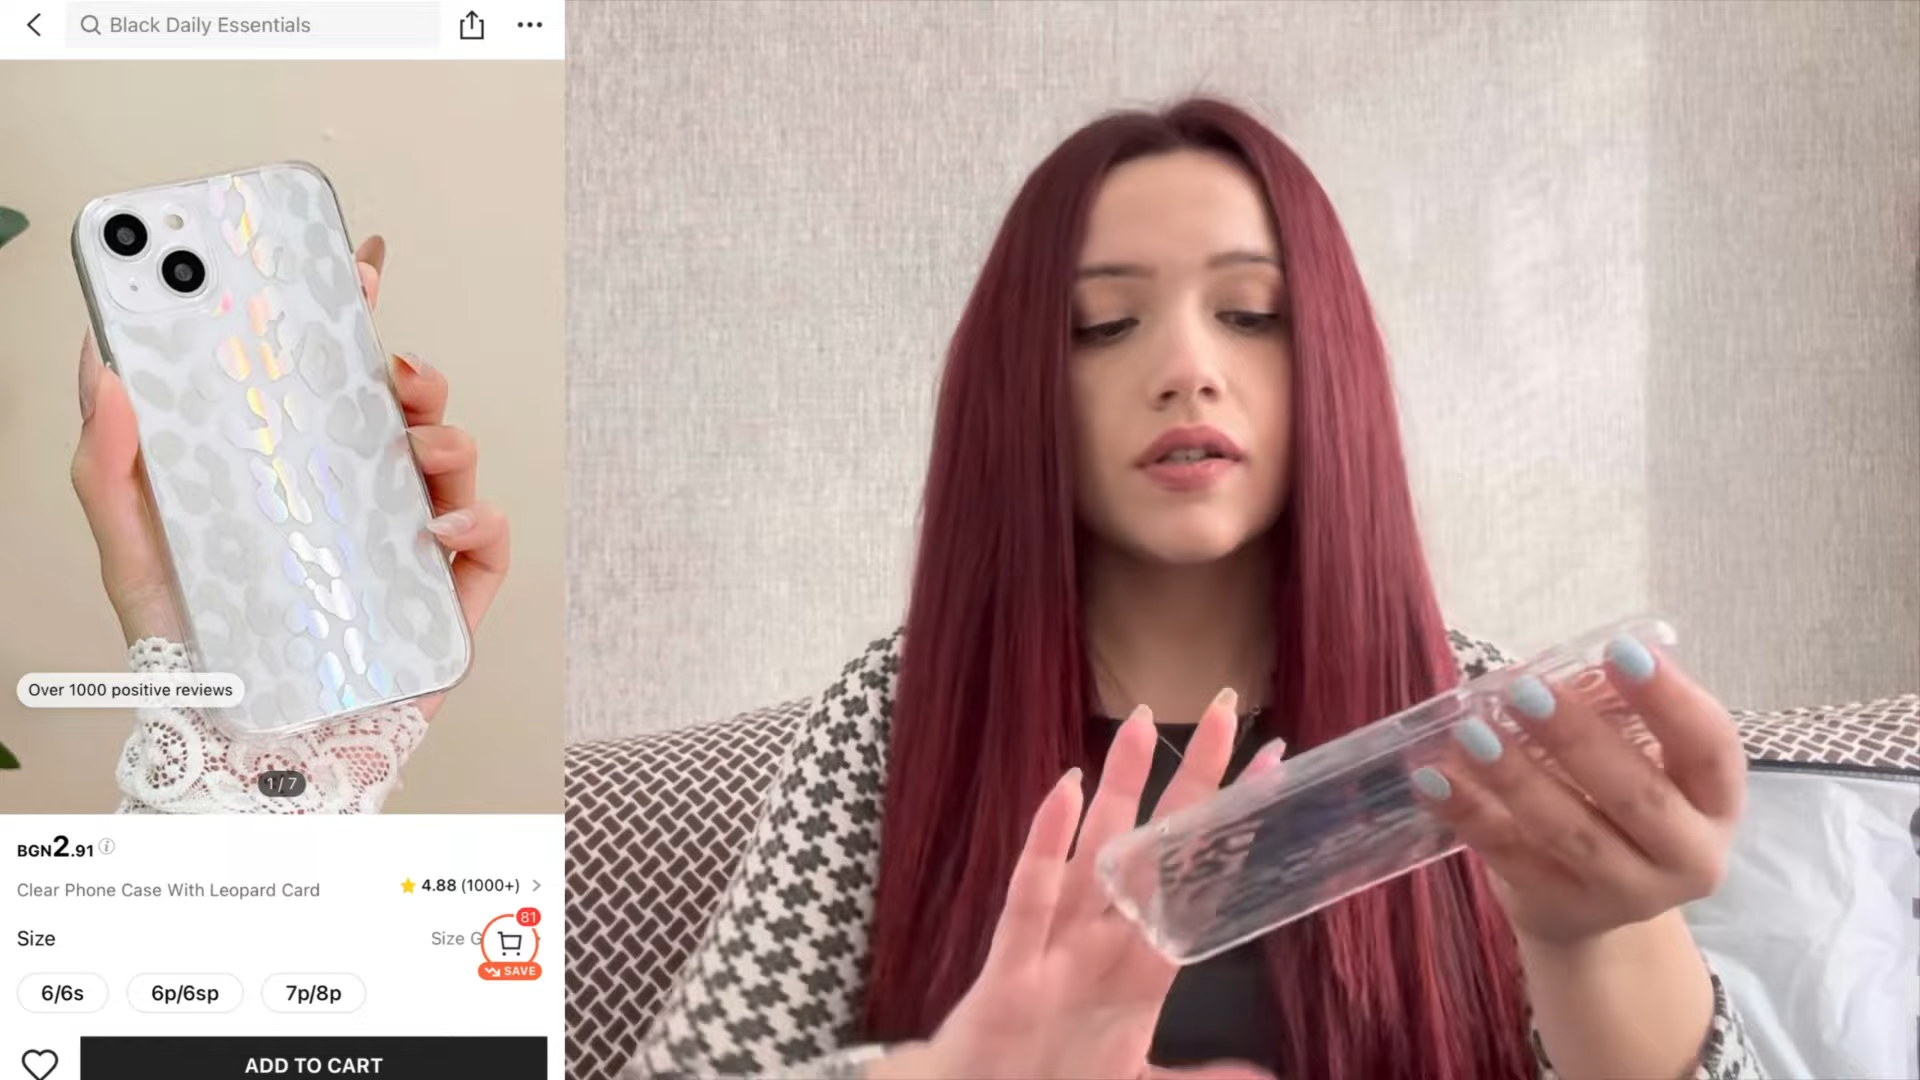 Black Daily Essentials
Over 1000 positive reviews
1/7
BGN2.91
Clear Phone Case With Leopard Card
4.88 (1000+)
81
Size
Size G
SAVE
6/6s
6p/6sp
7p/8p
ADD TO CART